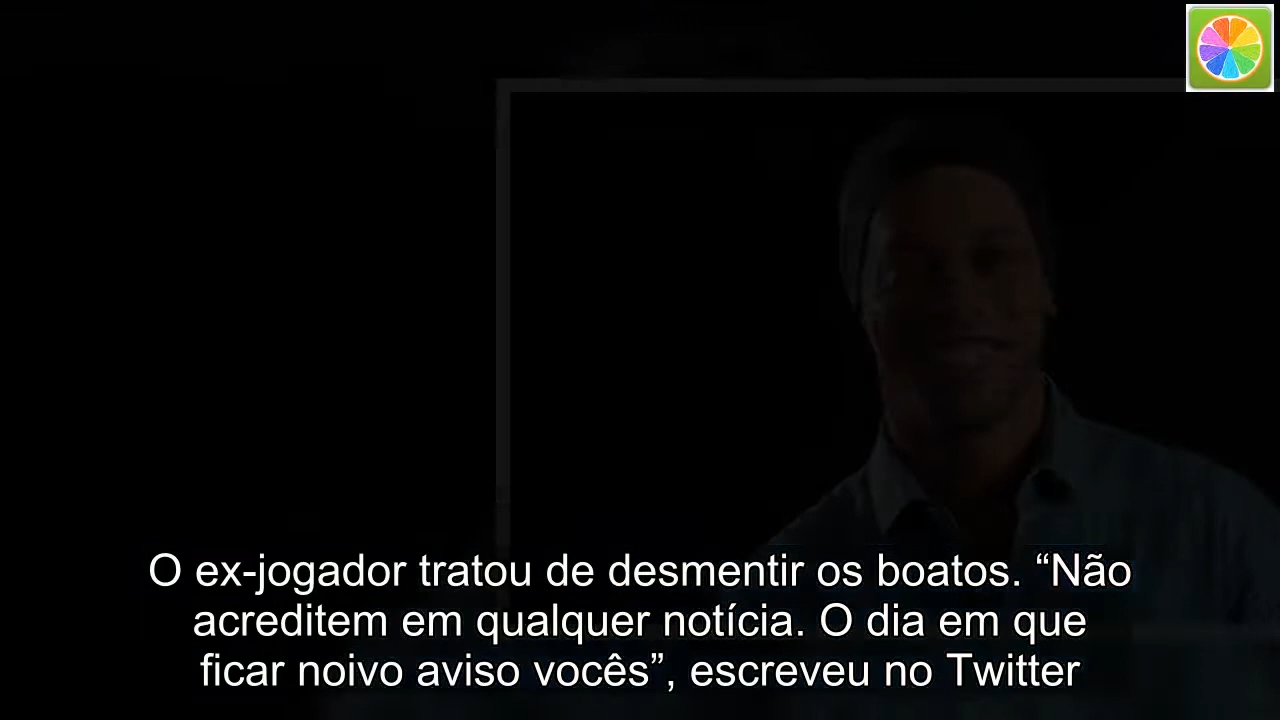 O ex-jogador tratou de desmentir os boatos. “Não
acreditem em qualquer notícia. O dia em que
ficar noivo aviso vocês”, escreveu no Twitter